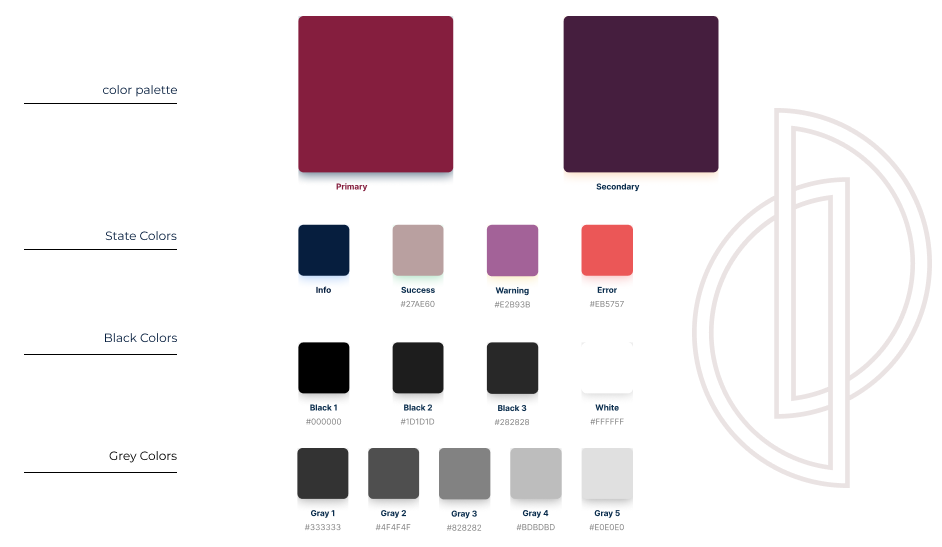 color palette
Primary
Secondary
State Colors
Info
Success
Warning
Error
#27AE60
#E2B93B
#EB5757
Black Colors
Black 1
Black 2
Black 3
White
#000000
#1D1D1D
#282828
#FFFFFF
Grey Colors
Gray 1
Gray 2
Gray 3
Gray 4
Gray 5
#333333
#4F4F4F
#828282
#BDBDBD
#E0E0E0